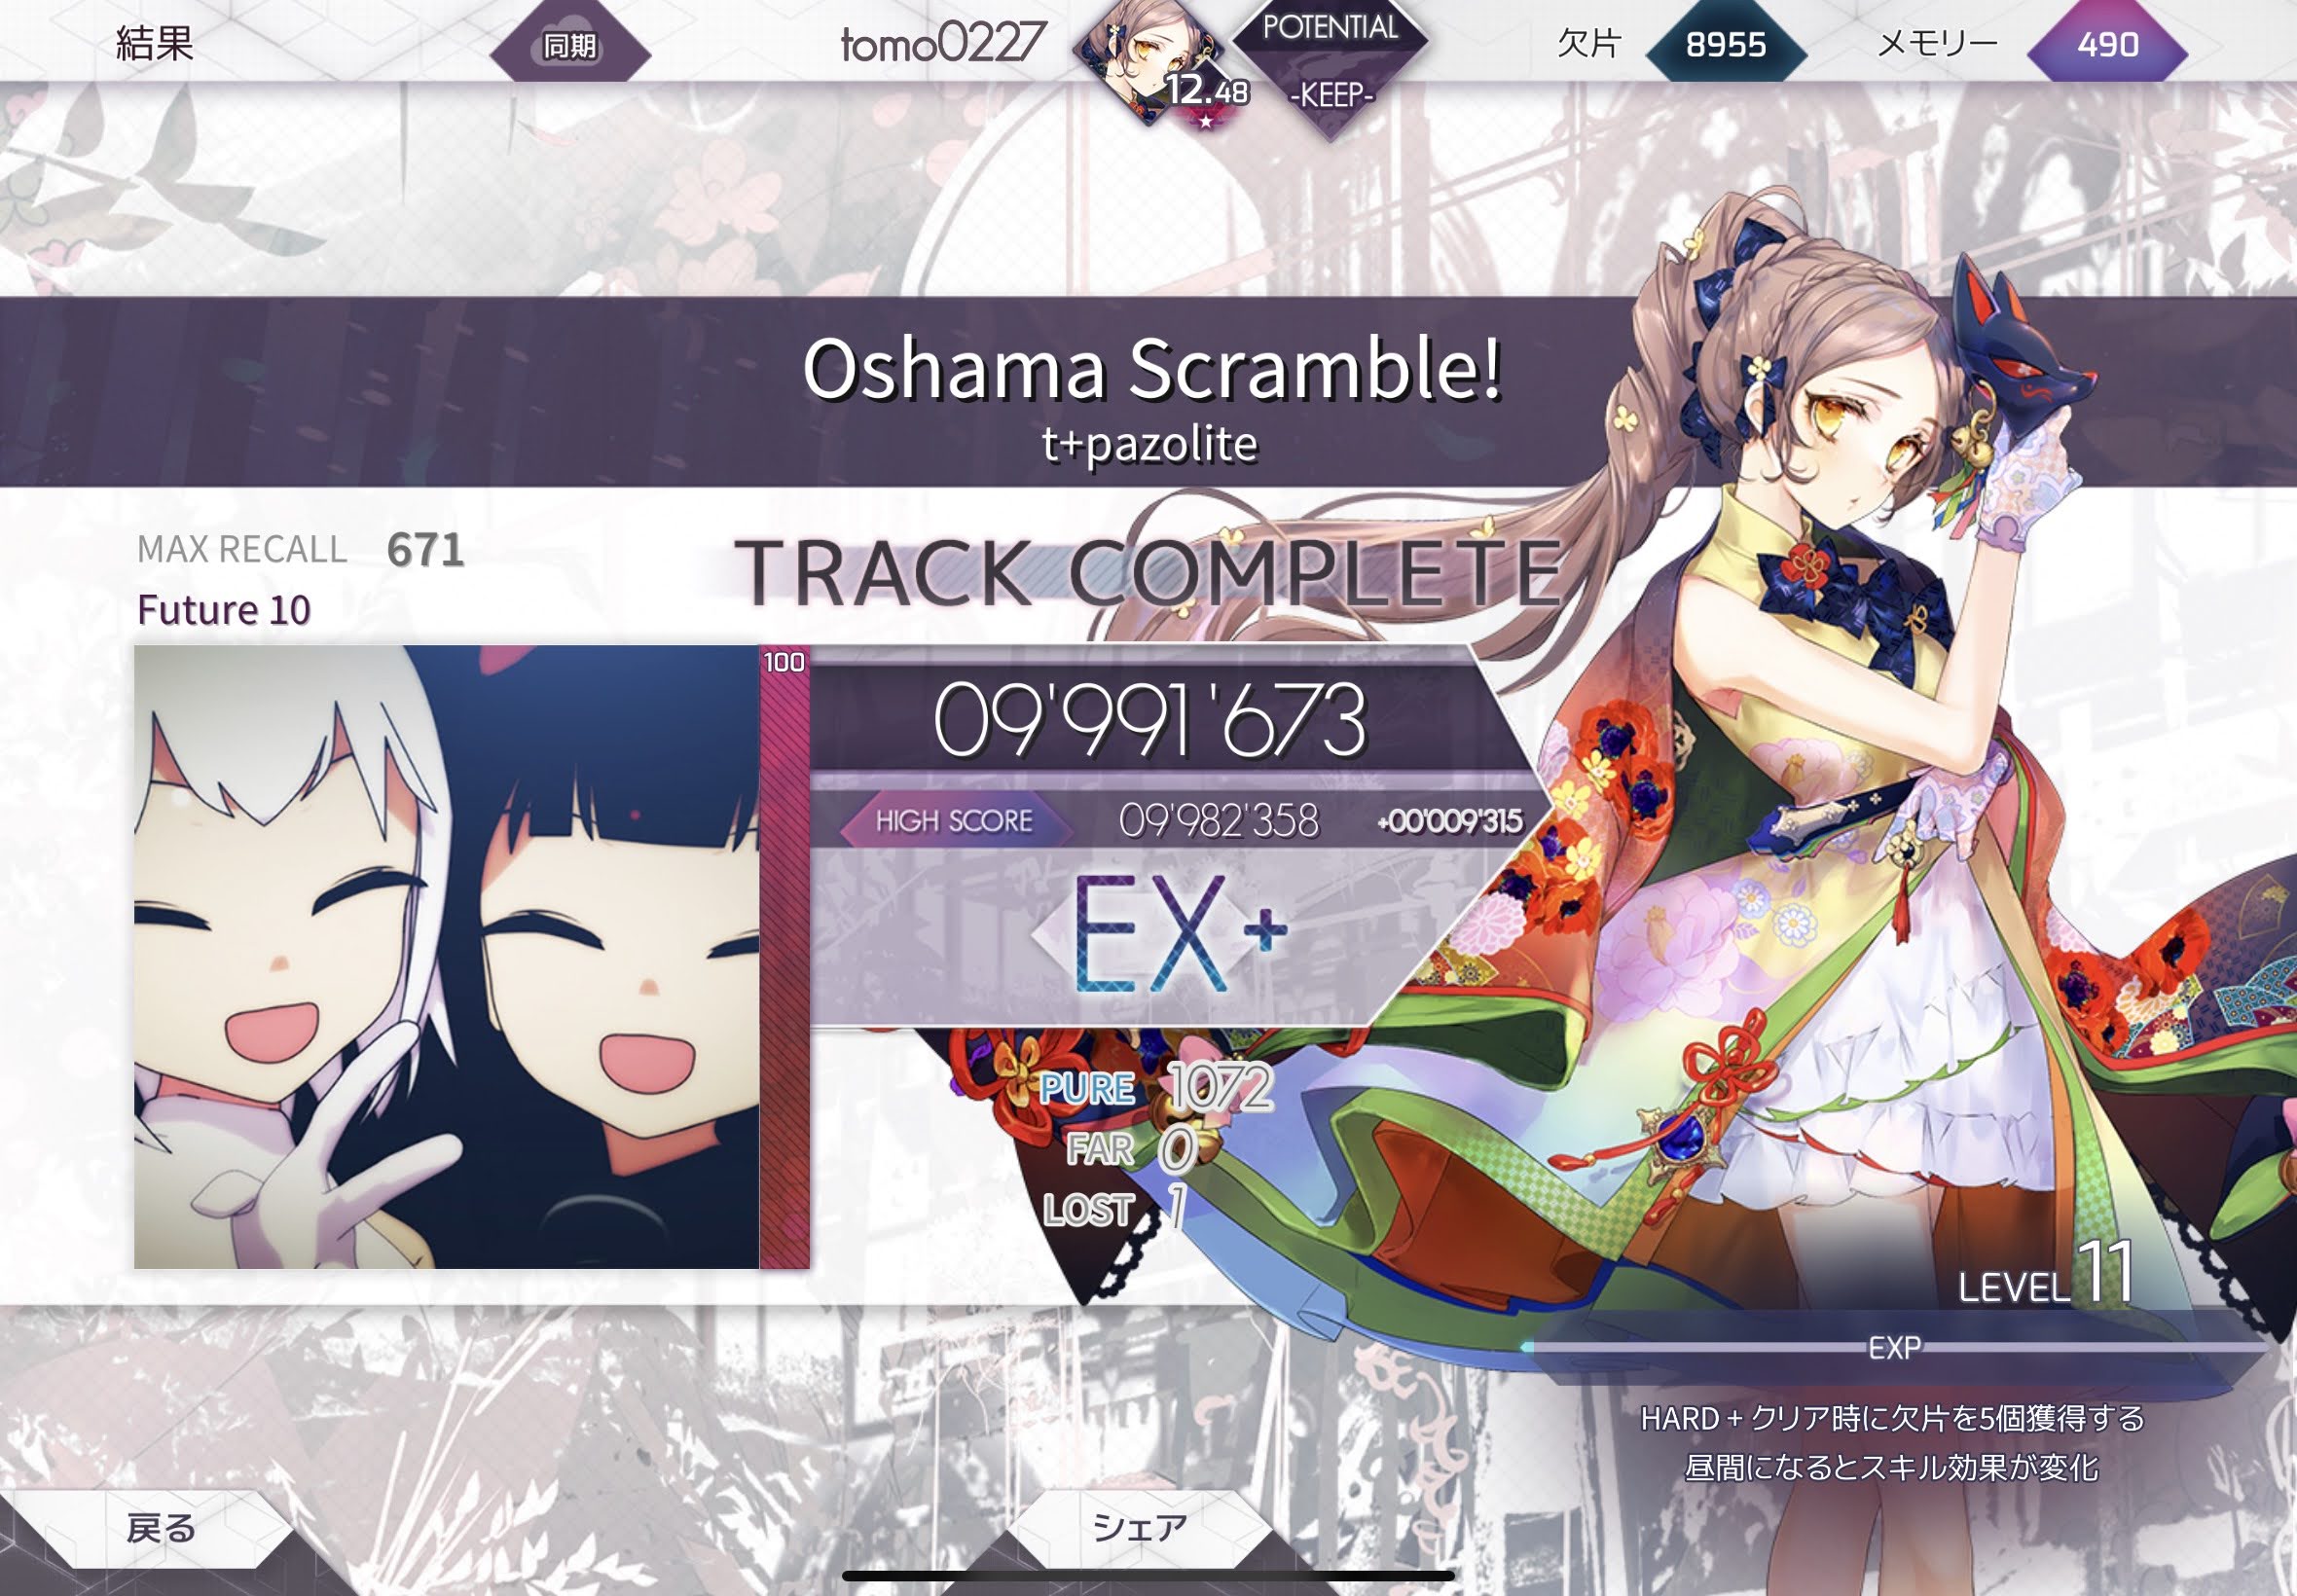 結果
同期
tomo0227
12.48
POTENTIAL
-KEEP-
欠片 8955
メモリー 490
Oshama Scramble!
t+pazolite
MAX RECALL 671
TRACK COMPLETE
Future 10
100
09'991'673
HIGH SCORE 09'982'358 +00'009'315
EX+
PURE 1072
FAR 0
LOST 1
LEVEL 11
EXP
HARD + クリア時に欠片を5個獲得する
昼間になるとスキル効果が変化
戻る
シェア